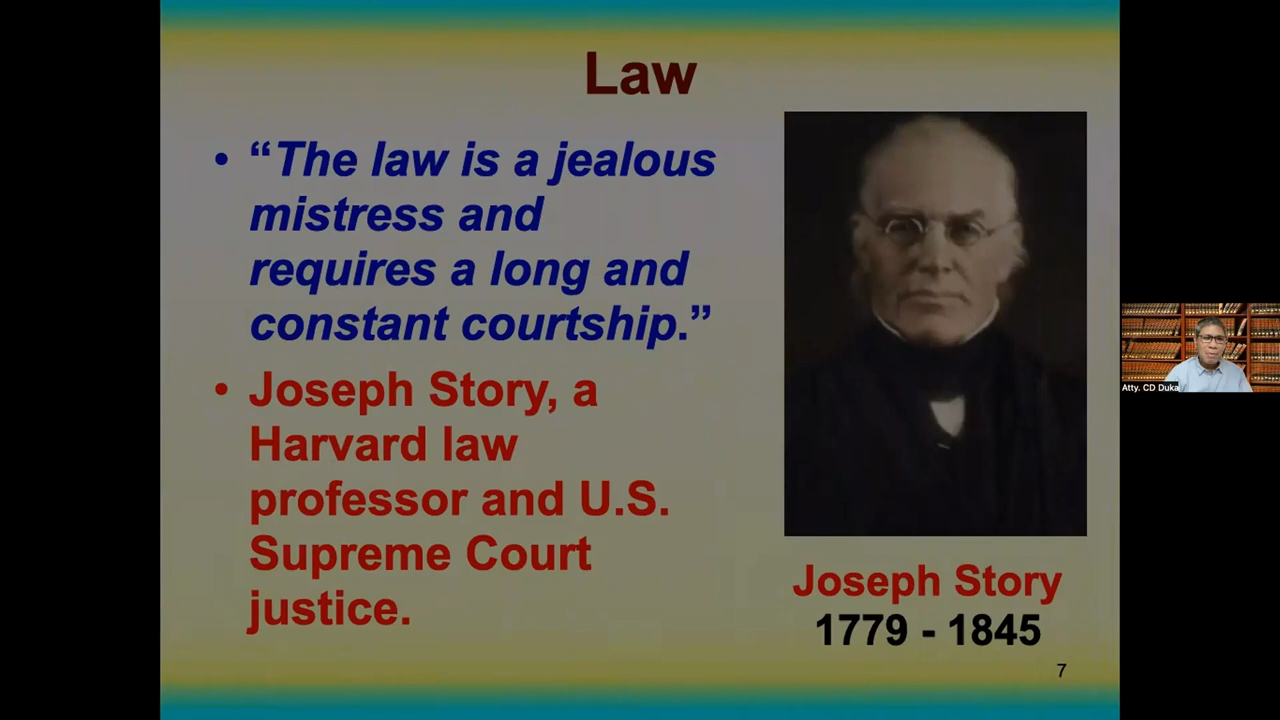 Law
• “The law is a jealous
mistress and
requires a long and
constant courtship.”
• Joseph Story, a
Harvard law
professor and U.S.
Supreme Court
justice.
Joseph Story
1779 - 1845
7
Atty. CD Duka